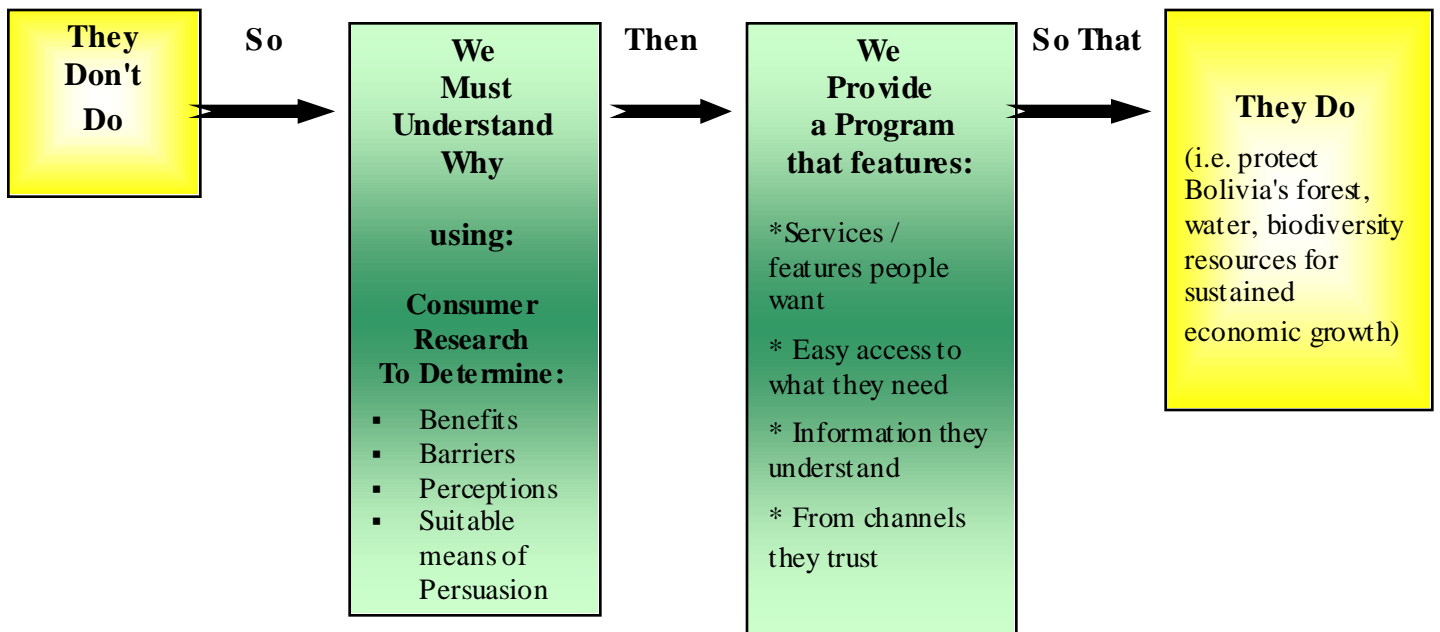 They
Don't
Do
So
We
Must
Understand
Why
using:
Consumer
Research
To Determine:
▪ Benefits
▪ Barriers
▪ Perceptions
▪ Suitable
means of
Persuasion
Then
We
Provide
a Program
that features:
*Services /
features people
want
* Easy access to
what they need
* Information they
understand
* From channels
they trust
So That
They Do
(i.e. protect
Bolivia's forest,
water, biodiversity
resources for
sustained
economic growth)